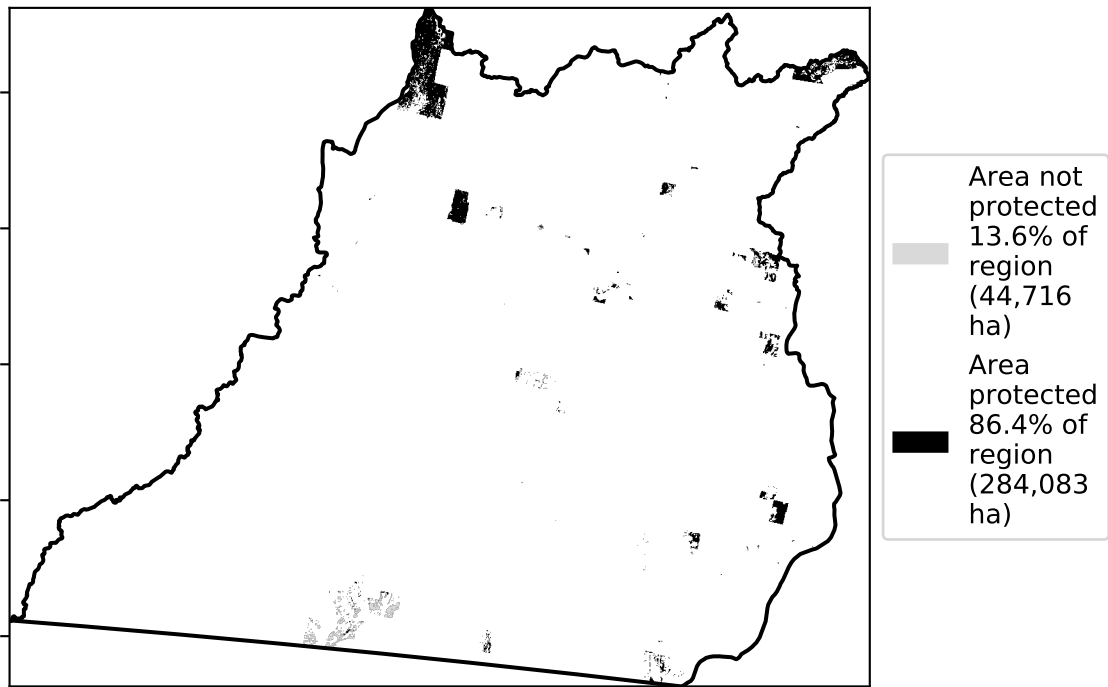 Area not
protected
13.6% of
region
(44,716
ha)
Area
protected
86.4% of
region
(284,083
ha)